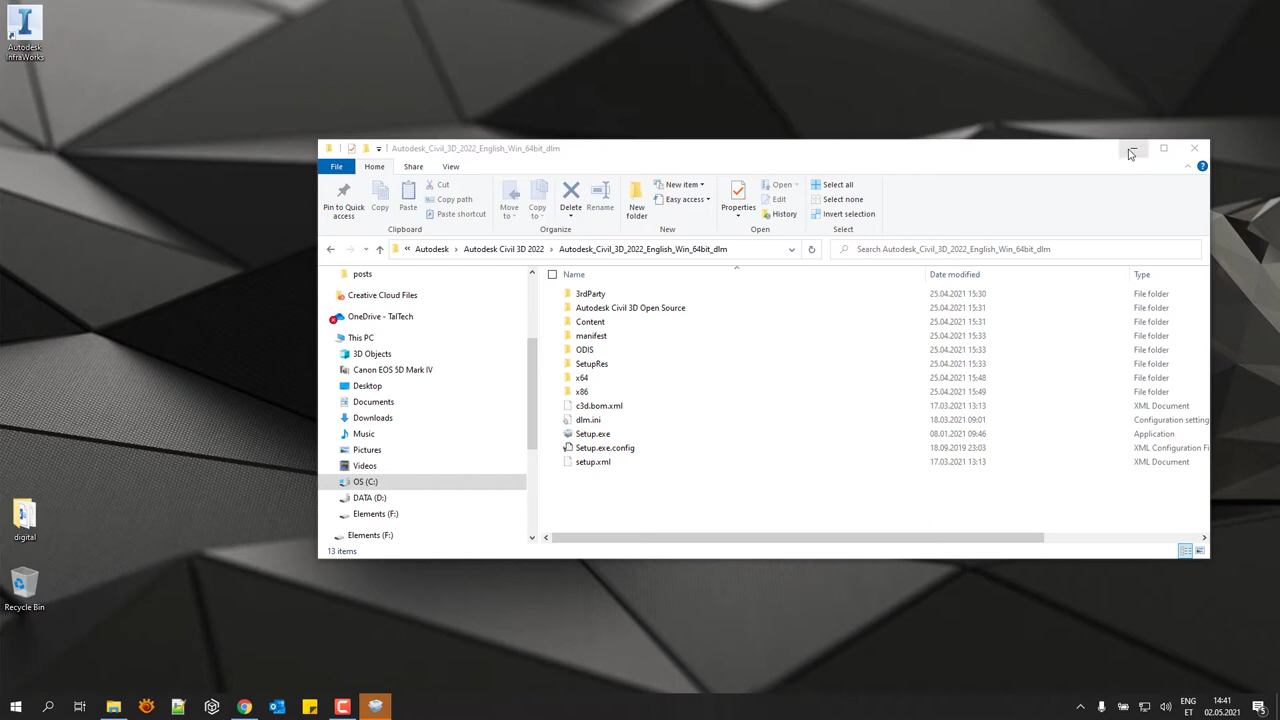 Autodesk
InfraWorks
Autodesk_Civil_3D_2022_English_Win_64bit_dlm
File
Home
Share
View
Pin to Quick
access
Copy
Paste
Cut
Copy path
Paste shortcut
Clipboard
Move
to
Copy
to
Delete
Rename
Organize
New
folder
New item
Easy access
New
Properties
Open
Edit
History
Open
Select all
Select none
Invert selection
Select
« Autodesk > Autodesk Civil 3D 2022 > Autodesk_Civil_3D_2022_English_Win_64bit_dlm
Search Autodesk_Civil_3D_2022_English_Win_64bit_dlm
posts
Creative Cloud Files
OneDrive - TalTech
This PC
3D Objects
Canon EOS 5D Mark IV
Desktop
Documents
Downloads
Music
Pictures
Videos
OS (C:)
DATA (D:)
Elements (F:)
Elements (F:)
Name Date modified Type
3rdParty 25.04.2021 15:30 File folder
Autodesk Civil 3D Open Source 25.04.2021 15:31 File folder
Content 25.04.2021 15:31 File folder
manifest 25.04.2021 15:33 File folder
ODIS 25.04.2021 15:33 File folder
SetupRes 25.04.2021 15:33 File folder
x64 25.04.2021 15:48 File folder
x86 25.04.2021 15:49 File folder
c3d.bom.xml 17.03.2021 13:13 XML Document
dlm.ini 18.03.2021 09:01 Configuration setting
Setup.exe 08.01.2021 09:46 Application
Setup.exe.config 18.09.2019 23:03 XML Configuration Fi
setup.xml 17.03.2021 13:13 XML Document
13 items
digital
Recycle Bin
ENG
ET
14:41
02.05.2021
5